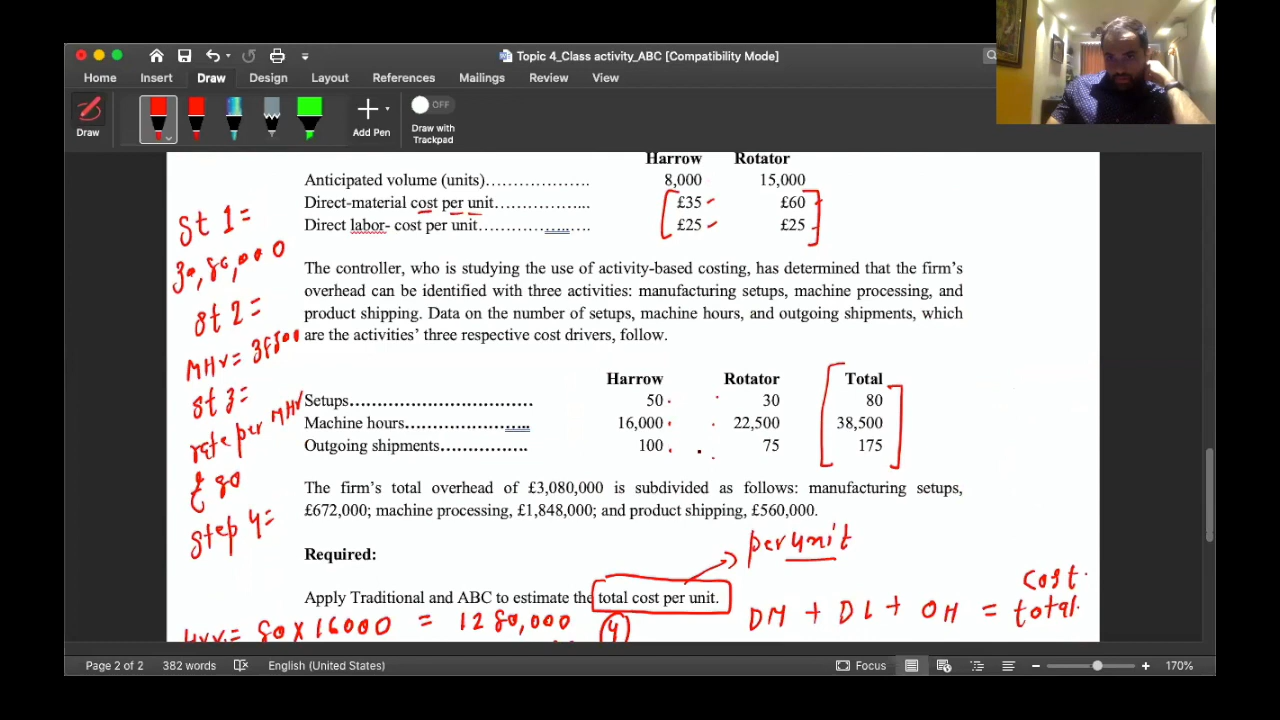 Topic 4_Class activity_ABC [Compatibility Mode]
Home Insert Draw Design Layout References Mailings Review View
Draw
Add Pen
OFF
Draw with
Trackpad
Harrow Rotator
Anticipated volume (units)………………. 8,000 15,000
Direct-material cost per unit……………... £35 £60
Direct labor- cost per unit………………..…. £25 £25
St 1 =
30,80,000
St 2 =
MHr = 38500
St 3 =
rate per MHr
£ 80
Step 4 =
The controller, who is studying the use of activity-based costing, has determined that the firm's
overhead can be identified with three activities: manufacturing setups, machine processing, and
product shipping. Data on the number of setups, machine hours, and outgoing shipments, which
are the activities' three respective cost drivers, follow.
Harrow Rotator Total
Setups…………………………… 50 30 80
Machine hours……………….….. 16,000 22,500 38,500
Outgoing shipments……………. 100 75 175
The firm's total overhead of £3,080,000 is subdivided as follows: manufacturing setups,
£672,000; machine processing, £1,848,000; and product shipping, £560,000.
per unit
Required:
Apply Traditional and ABC to estimate the total cost per unit.
cost
DM + DL + OH = total
80 x 16000 = 1280,000 (4)
Page 2 of 2 382 words English (United States) Focus 170%